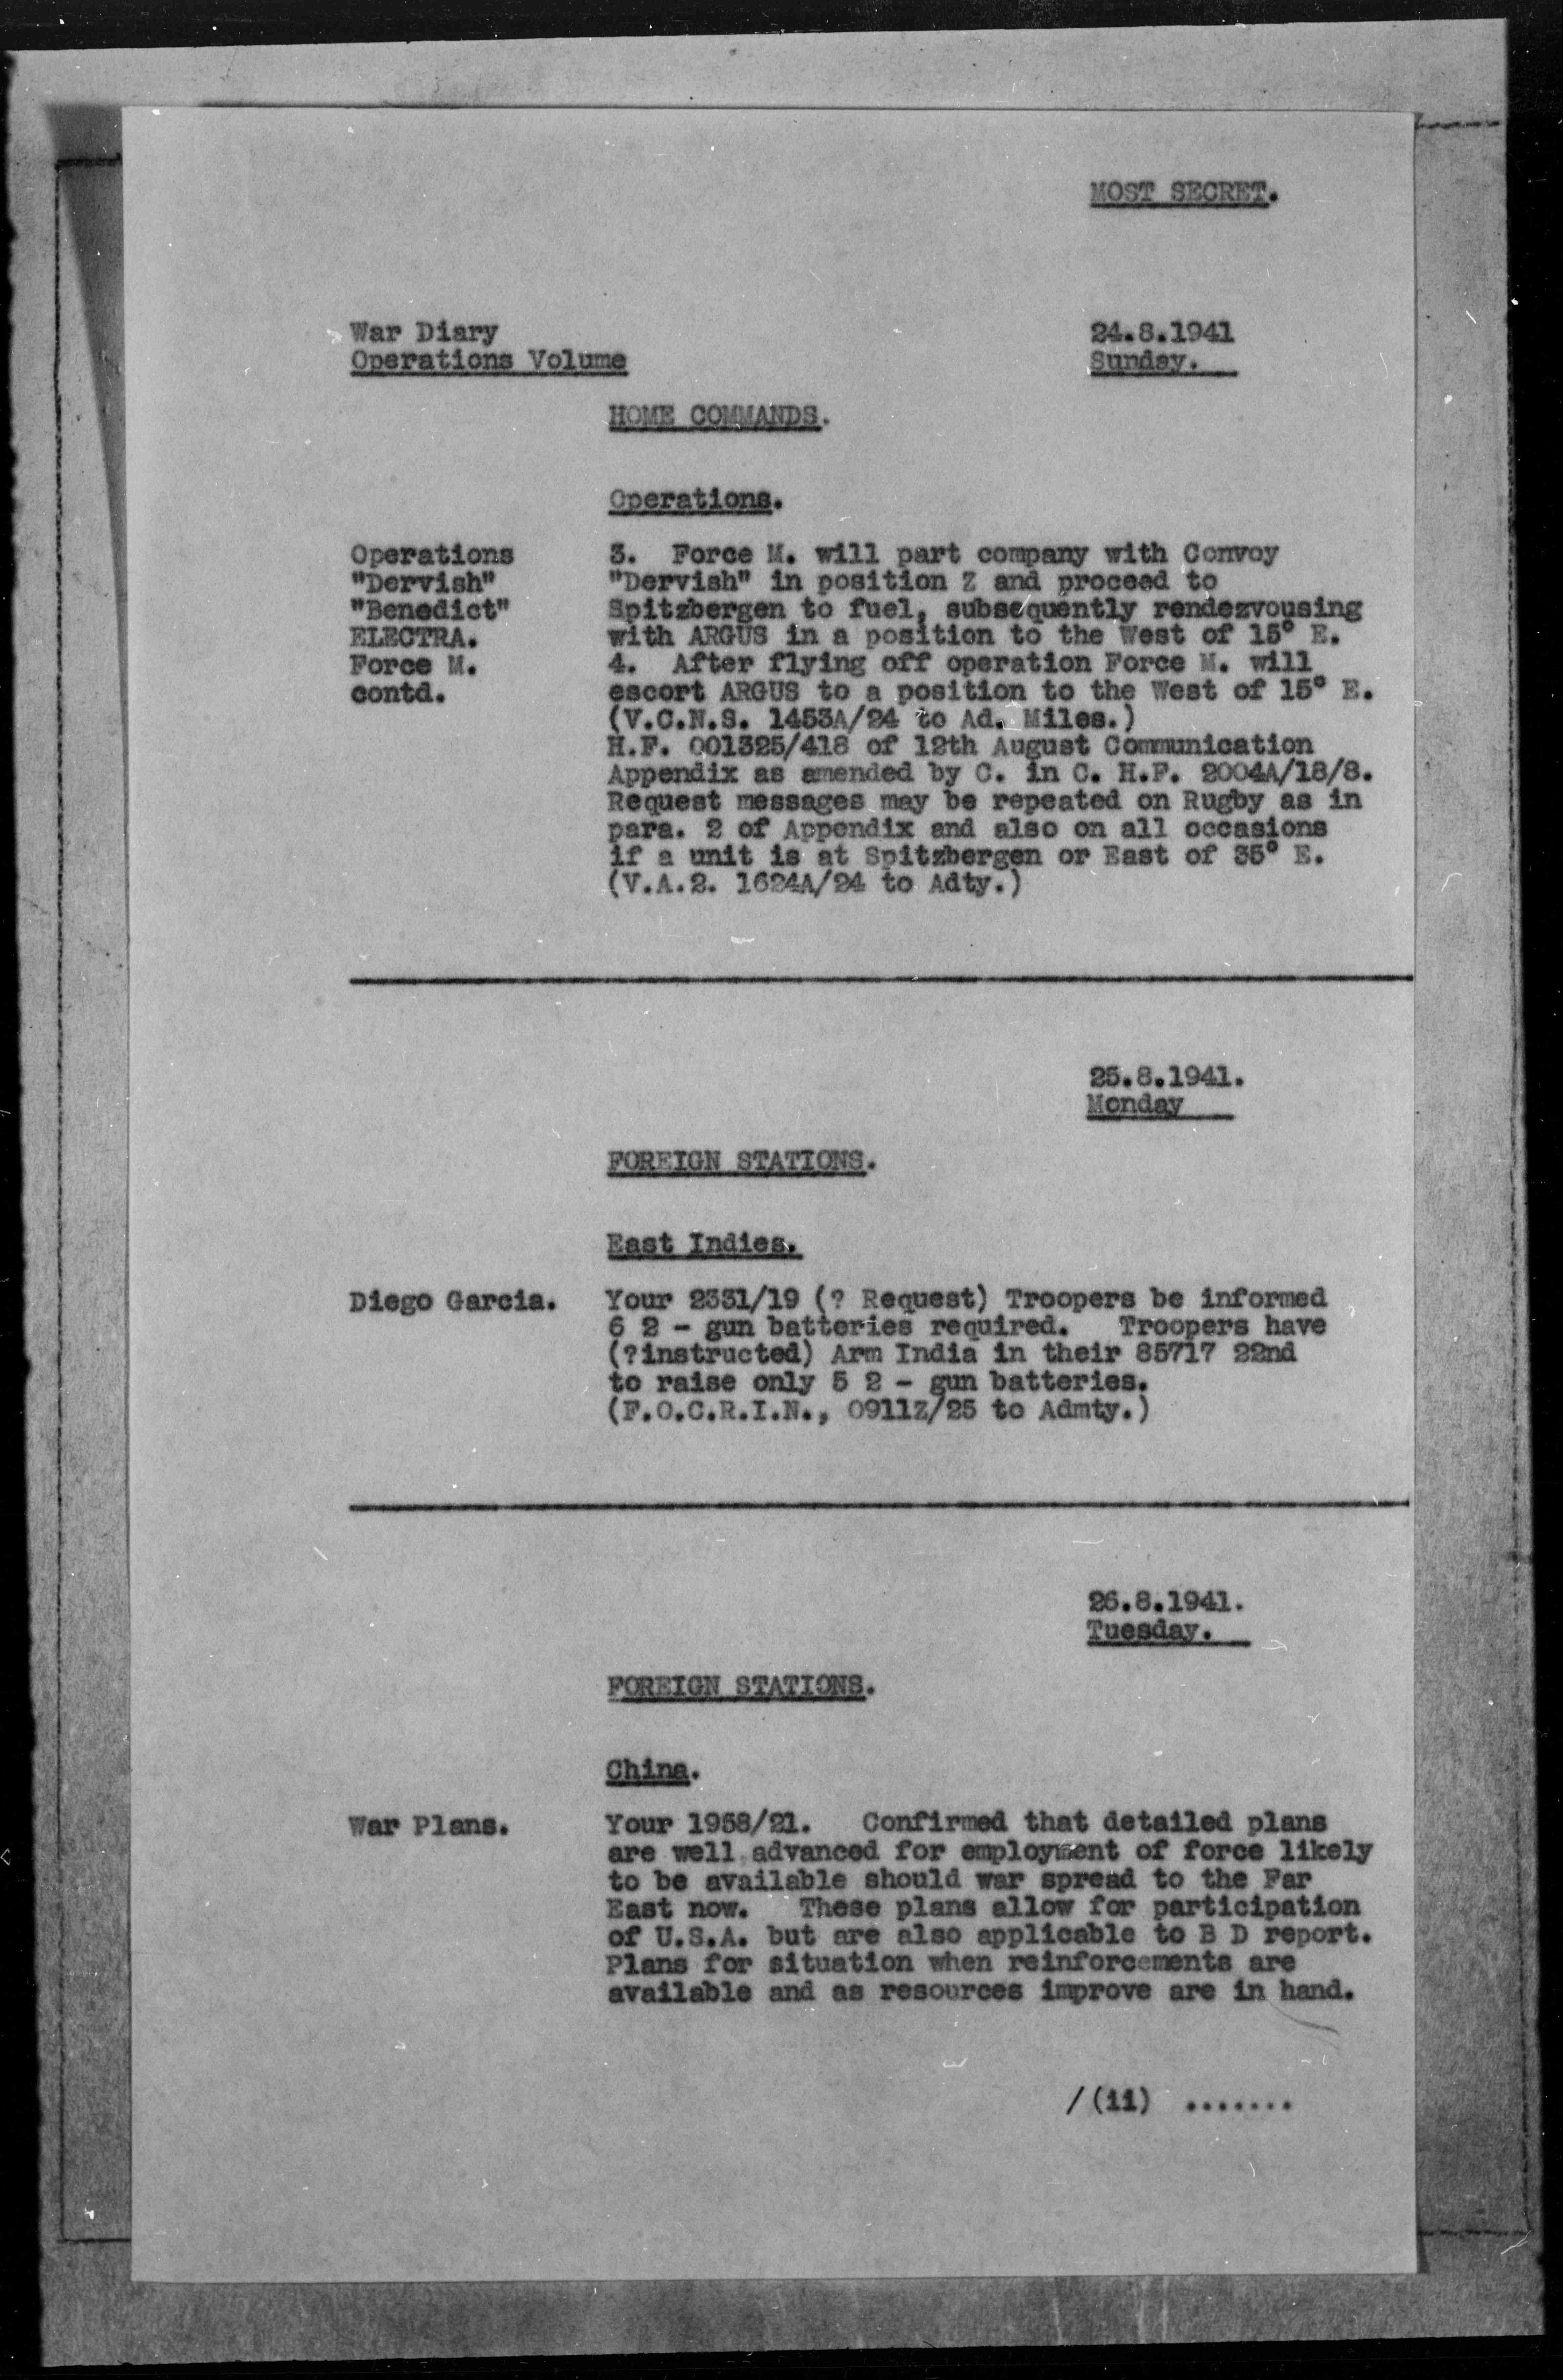 MOST SECRET.
War Diary 24.8.1941
Operations Volume Sunday.
HOME COMMANDS.
Operations.
Operations 3. Force M. will part company with Convoy
"Dervish" "Dervish" in position Z and proceed to
"Benedict" Spitzbergen to fuel, subsequently rendezvousing
ELECTRA. with ARGUS in a position to the West of 15° E.
Force M. 4. After flying off operation Force M. will
contd. escort ARGUS to a position to the West of 15° E.
(V.C.N.S. 1453A/24 to Ad. Miles.)
H.F. 001325/418 of 12th August Communication
Appendix as amended by C. in C. H.F. 2004A/18/8.
Request messages may be repeated on Rugby as in
para. 2 of Appendix and also on all occasions
if a unit is at Spitzbergen or East of 35° E.
(V.A.2. 1624A/24 to Adty.)
25.8.1941.
Monday
FOREIGN STATIONS.
East Indies.
Diego Garcia. Your 2331/19 (? Request) Troopers be informed
6 2 - gun batteries required. Troopers have
(?instructed) Arm India in their 85717 22nd
to raise only 5 2 - gun batteries.
(F.O.C.R.I.N., 0911Z/25 to Admty.)
26.8.1941.
Tuesday.
FOREIGN STATIONS.
China.
War Plans. Your 1958/21. Confirmed that detailed plans
are well advanced for employment of force likely
to be available should war spread to the Far
East now. These plans allow for participation
of U.S.A. but are also applicable to B D report.
Plans for situation when reinforcements are
available and as resources improve are in hand.
/(ii) .......